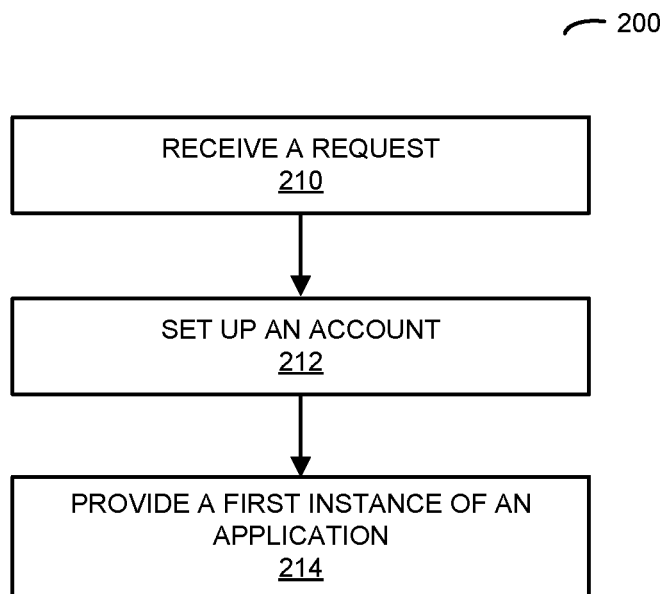 200
RECEIVE A REQUEST
210
SET UP AN ACCOUNT
212
PROVIDE A FIRST INSTANCE OF AN
APPLICATION
214